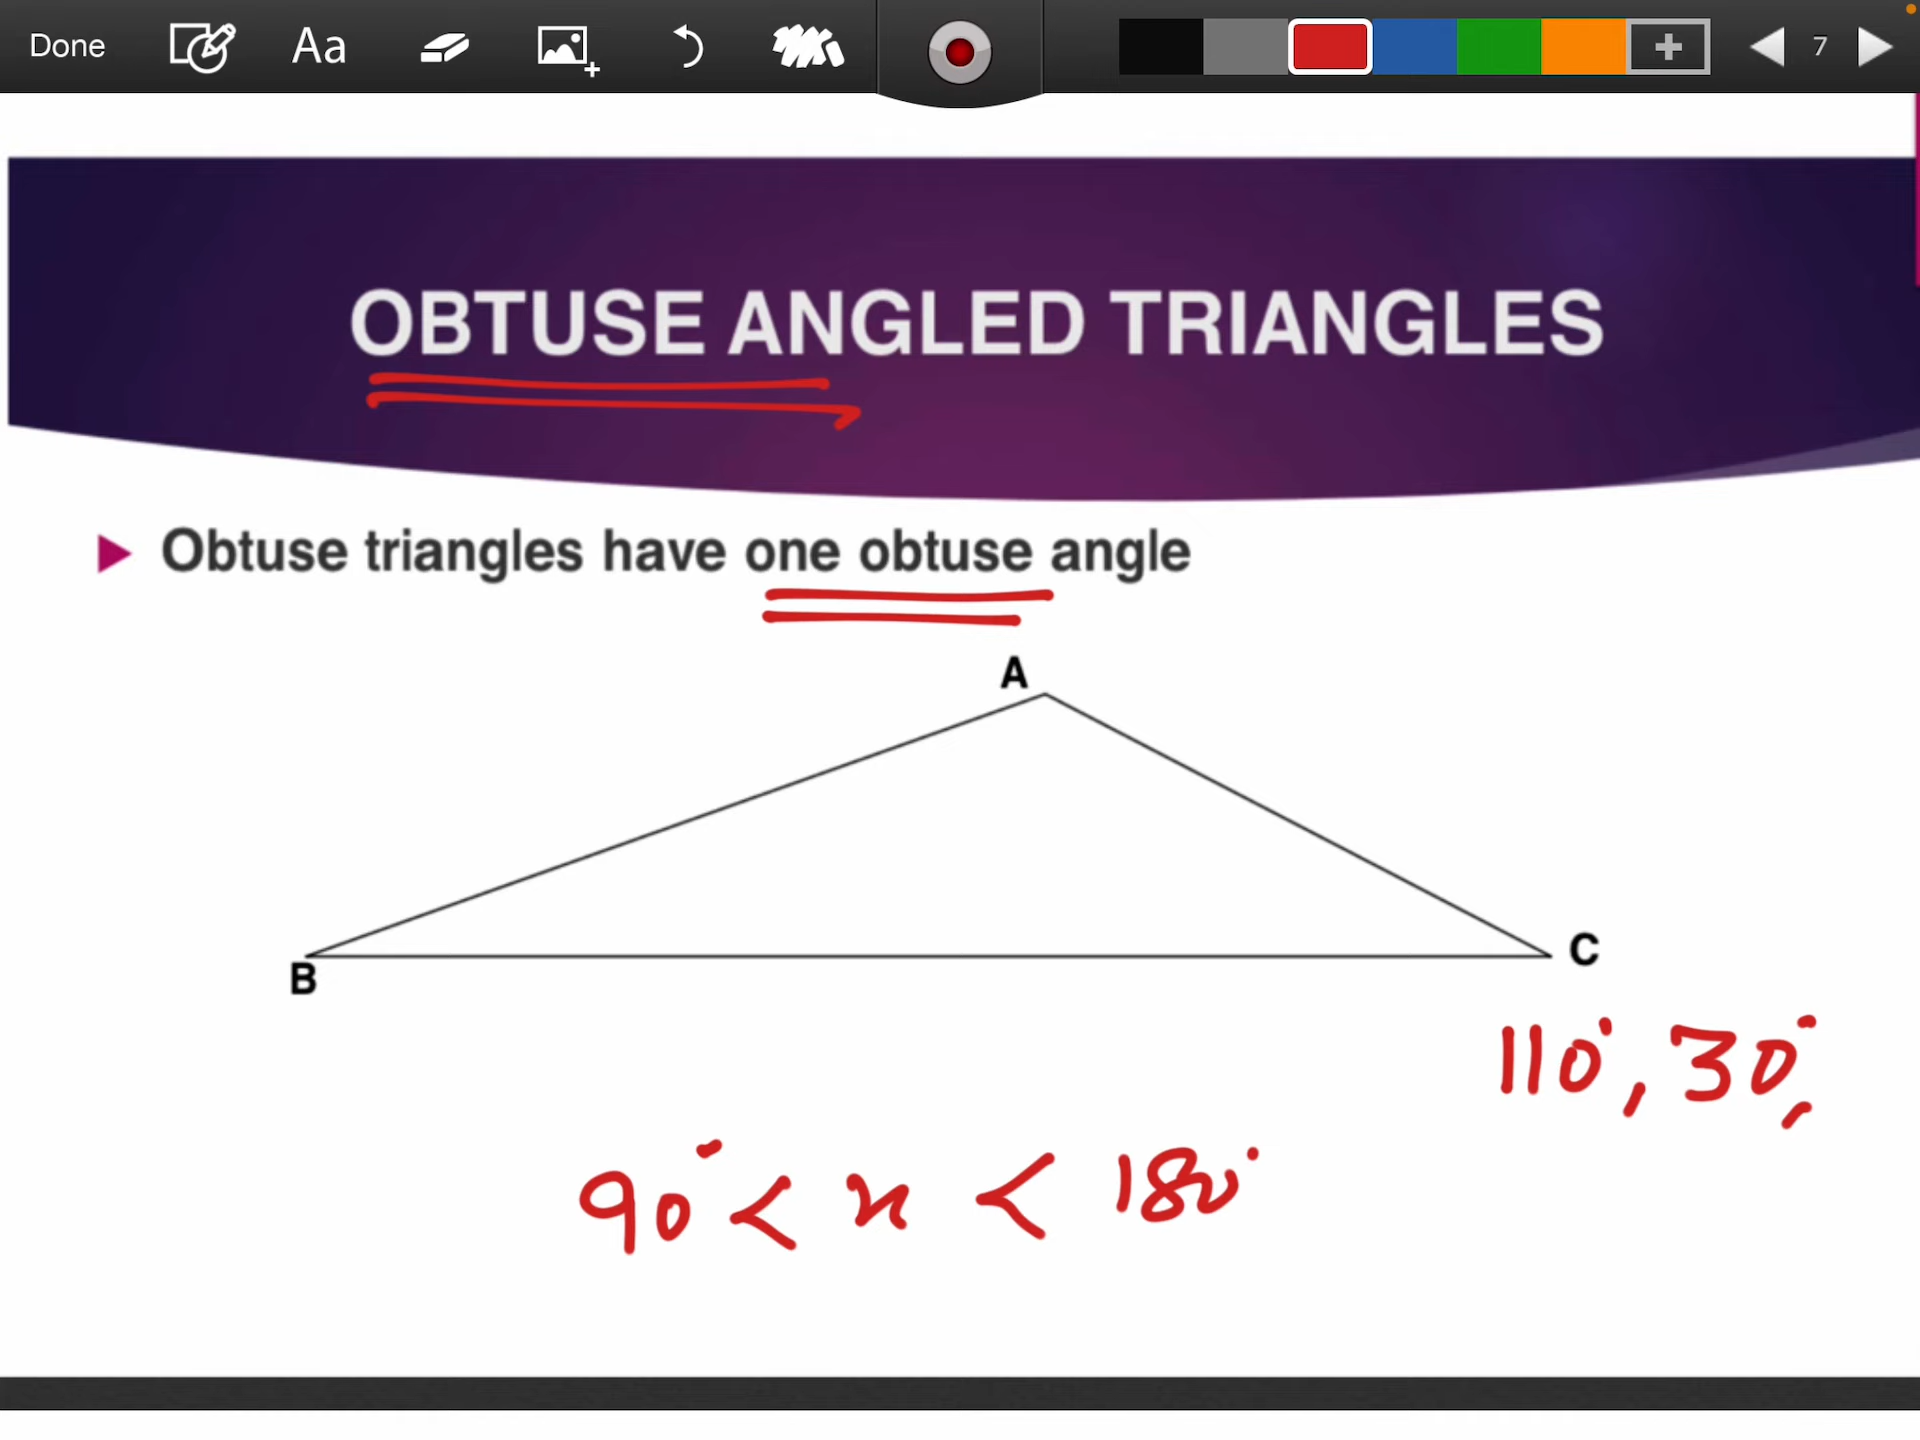 Done Aa 7
OBTUSE ANGLED TRIANGLES
Obtuse triangles have one obtuse angle
A
B
C
110°, 30°,
90° < x < 180°